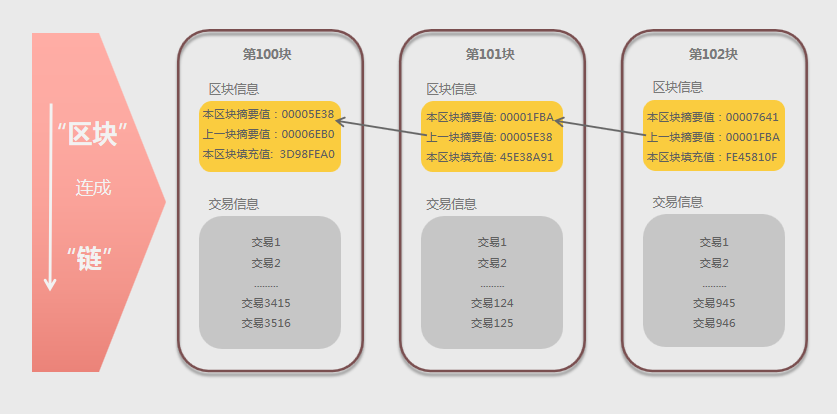 “区块”
连成
“链”
第100块
区块信息
本区块摘要值：00005E38
上一块摘要值：00006EB0
本区块填充值: 3D98FEA0
交易信息
交易1
交易2
.........
交易3415
交易3516
第101块
区块信息
本区块摘要值: 00001FBA
上一块摘要值: 00005E38
本区块填充值: 45E38A91
交易信息
交易1
交易2
.........
交易124
交易125
第102块
区块信息
本区块摘要值：00007641
上一块摘要值：00001FBA
本区块填充值：FE45810F
交易信息
交易1
交易2
.........
交易945
交易946